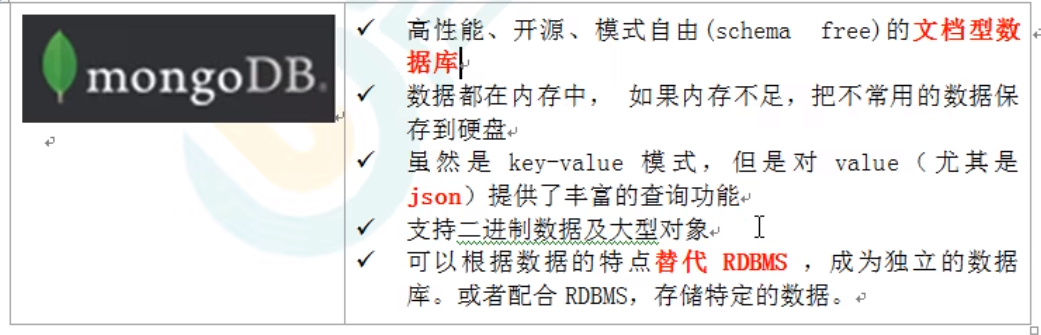 mongoDB.
高性能、开源、模式自由(schema free)的文档型数
据库
数据都在内存中， 如果内存不足，把不常用的数据保
存到硬盘
虽然是 key-value 模式，但是对 value（尤其是
json）提供了丰富的查询功能
支持二进制数据及大型对象
可以根据数据的特点替代 RDBMS ，成为独立的数据
库。或者配合 RDBMS，存储特定的数据。